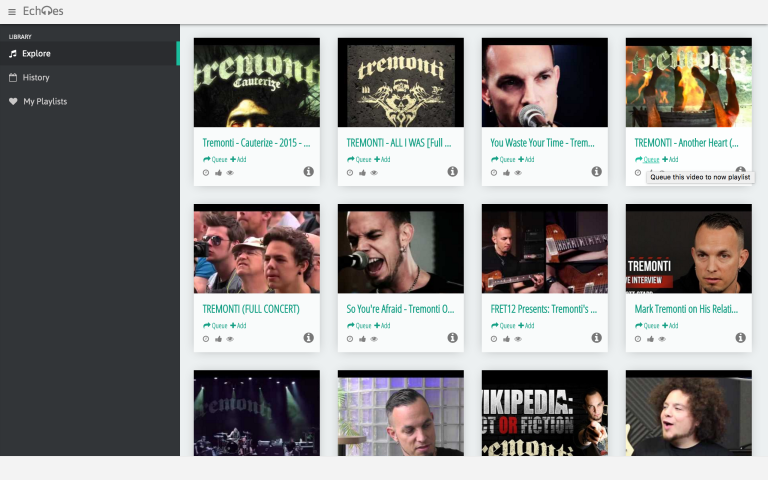 Echoes
LIBRARY
Explore
History
My Playlists
tremonti
Cauterize
Tremonti - Cauterize - 2015 - ...
Queue Add
tremonti
TREMONTI - ALL I WAS [Full ...
Queue Add
You Waste Your Time - Trem...
Queue Add
tremonti
TREMONTI - Another Heart (...
Queue Add
Queue this video to now playlist
TREMONTI (FULL CONCERT)
Queue Add
So You're Afraid - Tremonti O...
Queue Add
FRET12 Presents: Tremonti's ...
Queue Add
TREMONTI
VE INTERVIEW
Mark Tremonti on His Relati...
Queue Add
tremonti
WIKIPEDIA:
CT OR FICTION
tremonti